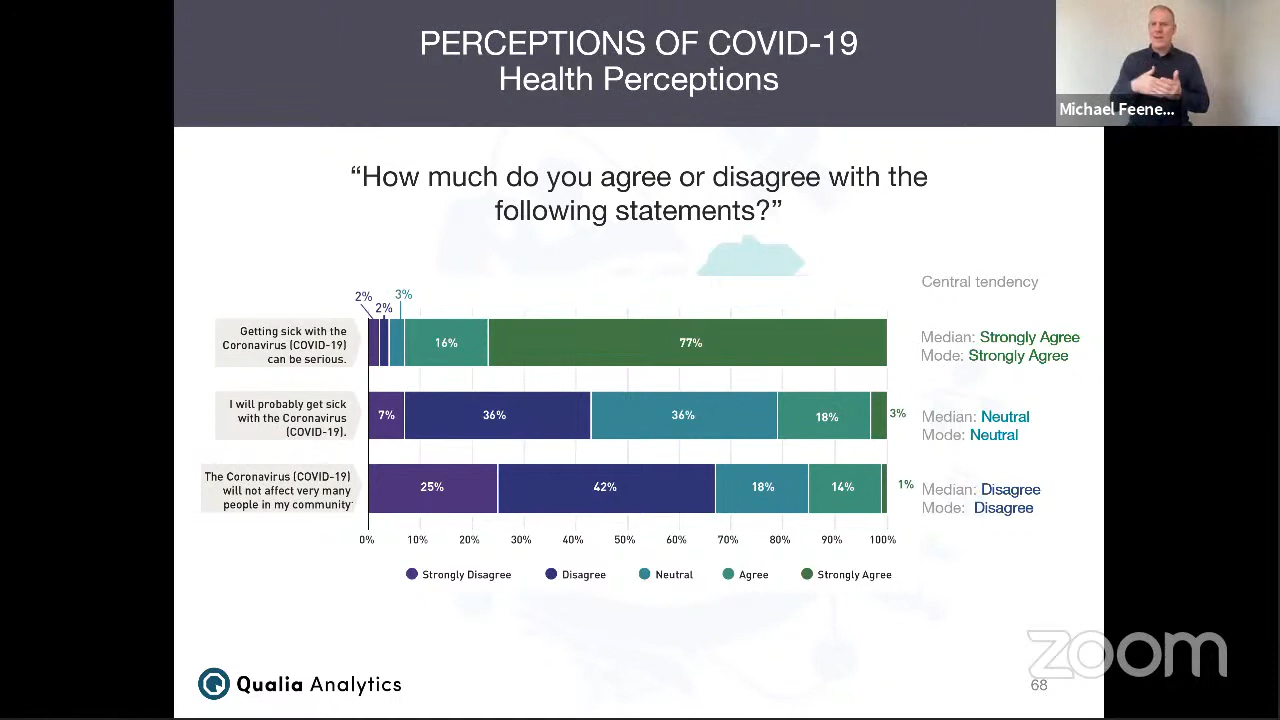 PERCEPTIONS OF COVID-19
Health Perceptions
Michael Feene...
“How much do you agree or disagree with the
following statements?”
Central tendency
2%
2%
3%
Getting sick with the
Coronavirus (COVID-19)
can be serious.
16%
77%
Median: Strongly Agree
Mode: Strongly Agree
I will probably get sick
with the Coronavirus
(COVID-19).
7%
36%
36%
18%
3%
Median: Neutral
Mode: Neutral
The Coronavirus (COVID-19)
will not affect very many
people in my community
25%
42%
18%
14%
1%
Median: Disagree
Mode: Disagree
0% 10% 20% 30% 40% 50% 60% 70% 80% 90% 100%
Strongly Disagree Disagree Neutral Agree Strongly Agree
Qualia Analytics
zoom
68